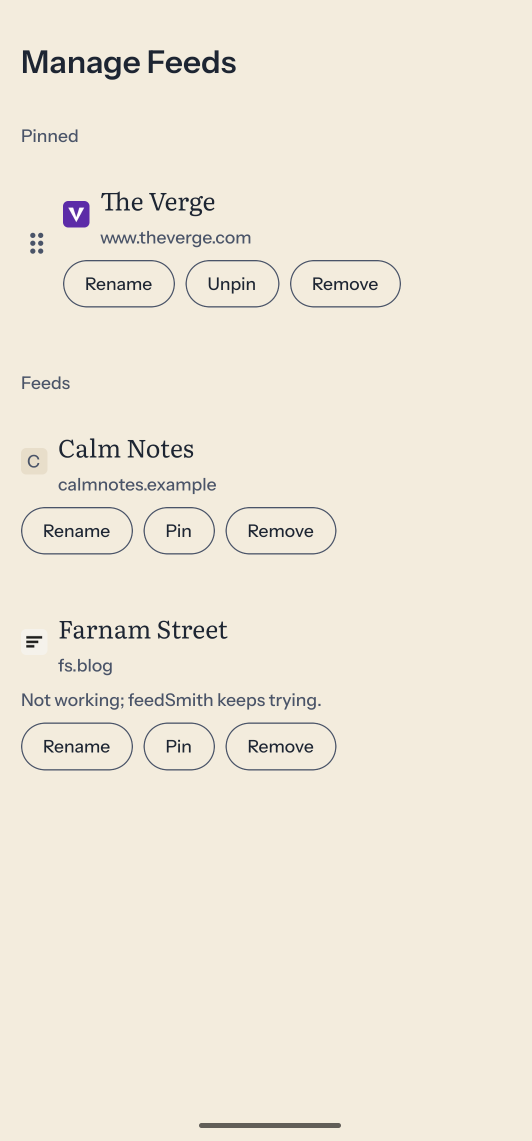 Manage Feeds
Pinned
V
The Verge
www.theverge.com
Rename
Unpin
Remove
Feeds
C
Calm Notes
calmnotes.example
Rename
Pin
Remove
Farnam Street
fs.blog
Not working; feedSmith keeps trying.
Rename
Pin
Remove